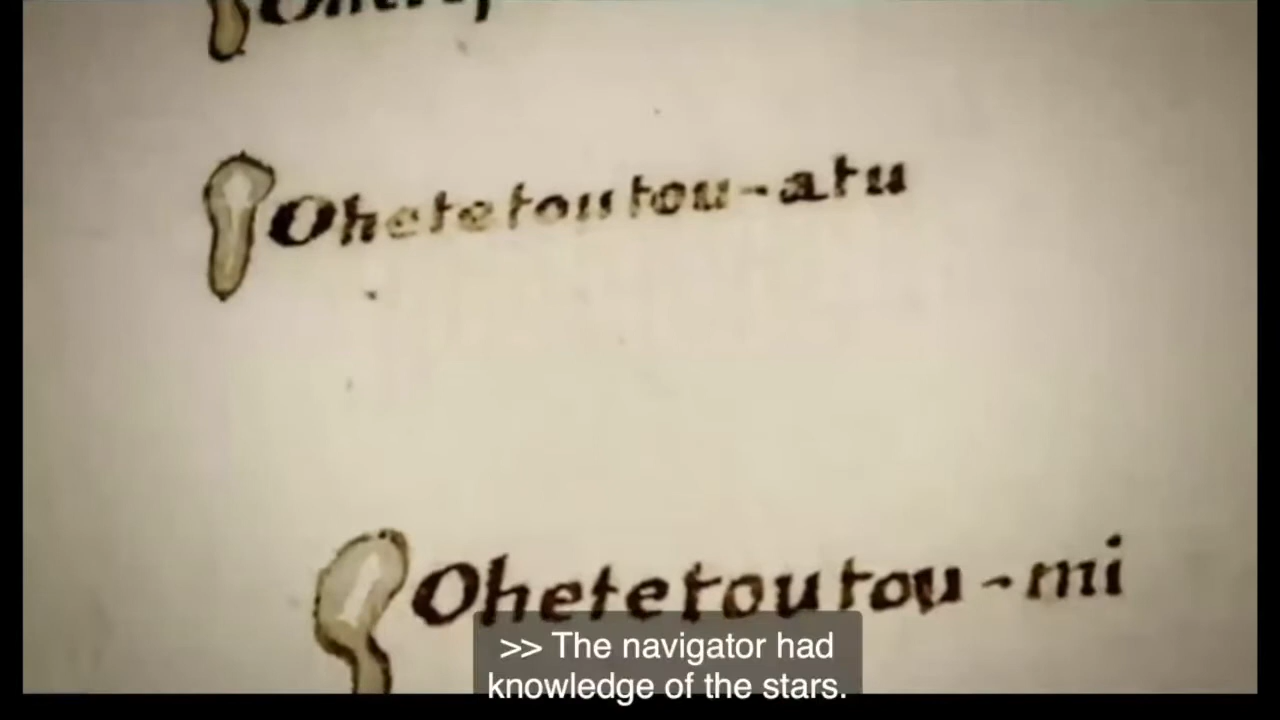 Ohetetoutou-atu
Ohetetoutou-mi
>> The navigator had
knowledge of the stars.